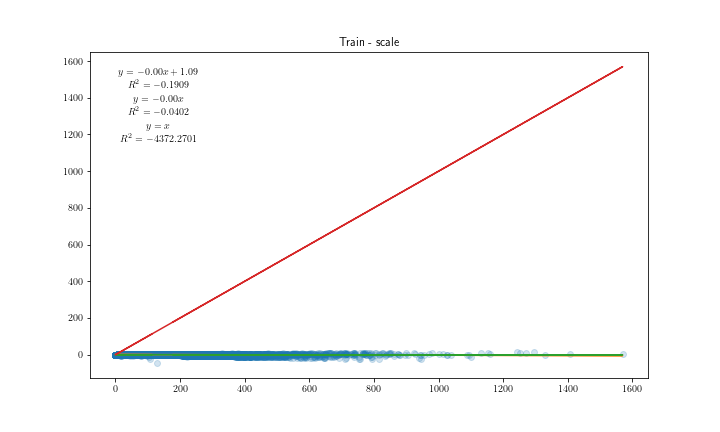 Train - scale
y = −0.00x + 1.09
R² = −0.1909
y = −0.00x
R² = −0.0402
y = x
R² = −4372.2701
1600
1400
1200
1000
800
600
400
200
0
0 200 400 600 800 1000 1200 1400 1600